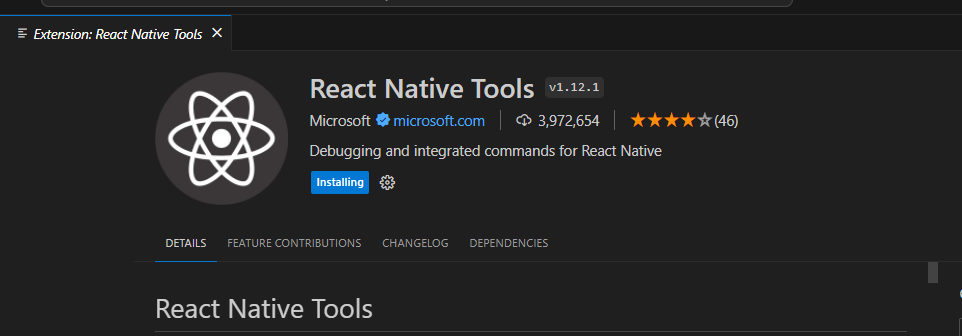 Extension: React Native Tools
React Native Tools v1.12.1
Microsoft microsoft.com 3,972,654 (46)
Debugging and integrated commands for React Native
Installing
DETAILS FEATURE CONTRIBUTIONS CHANGELOG DEPENDENCIES
React Native Tools